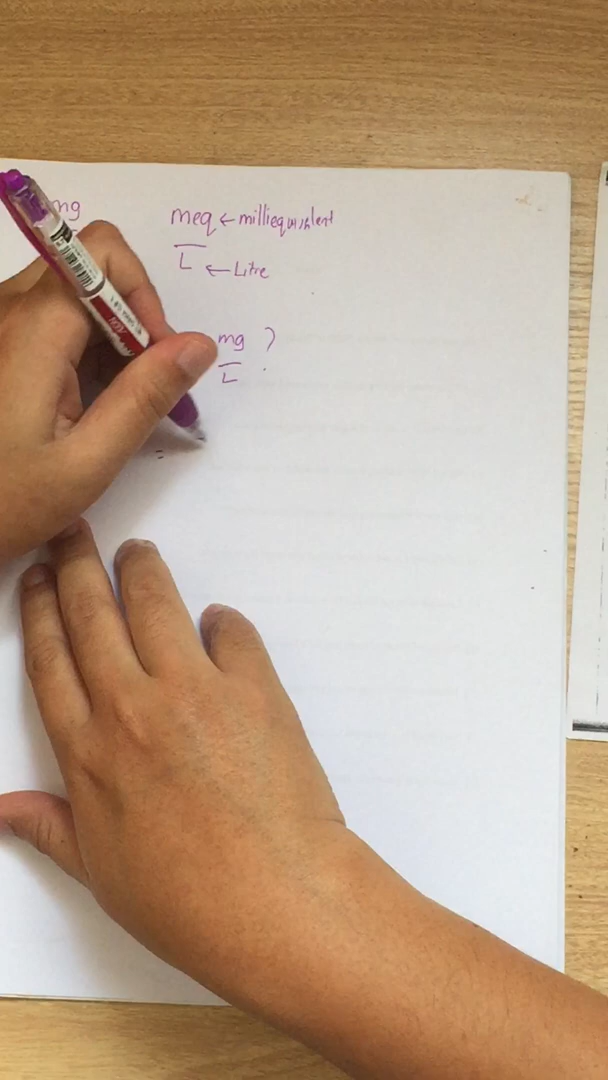 mg meq ← milliequivalent
L ← Litre
mg ?
L
=